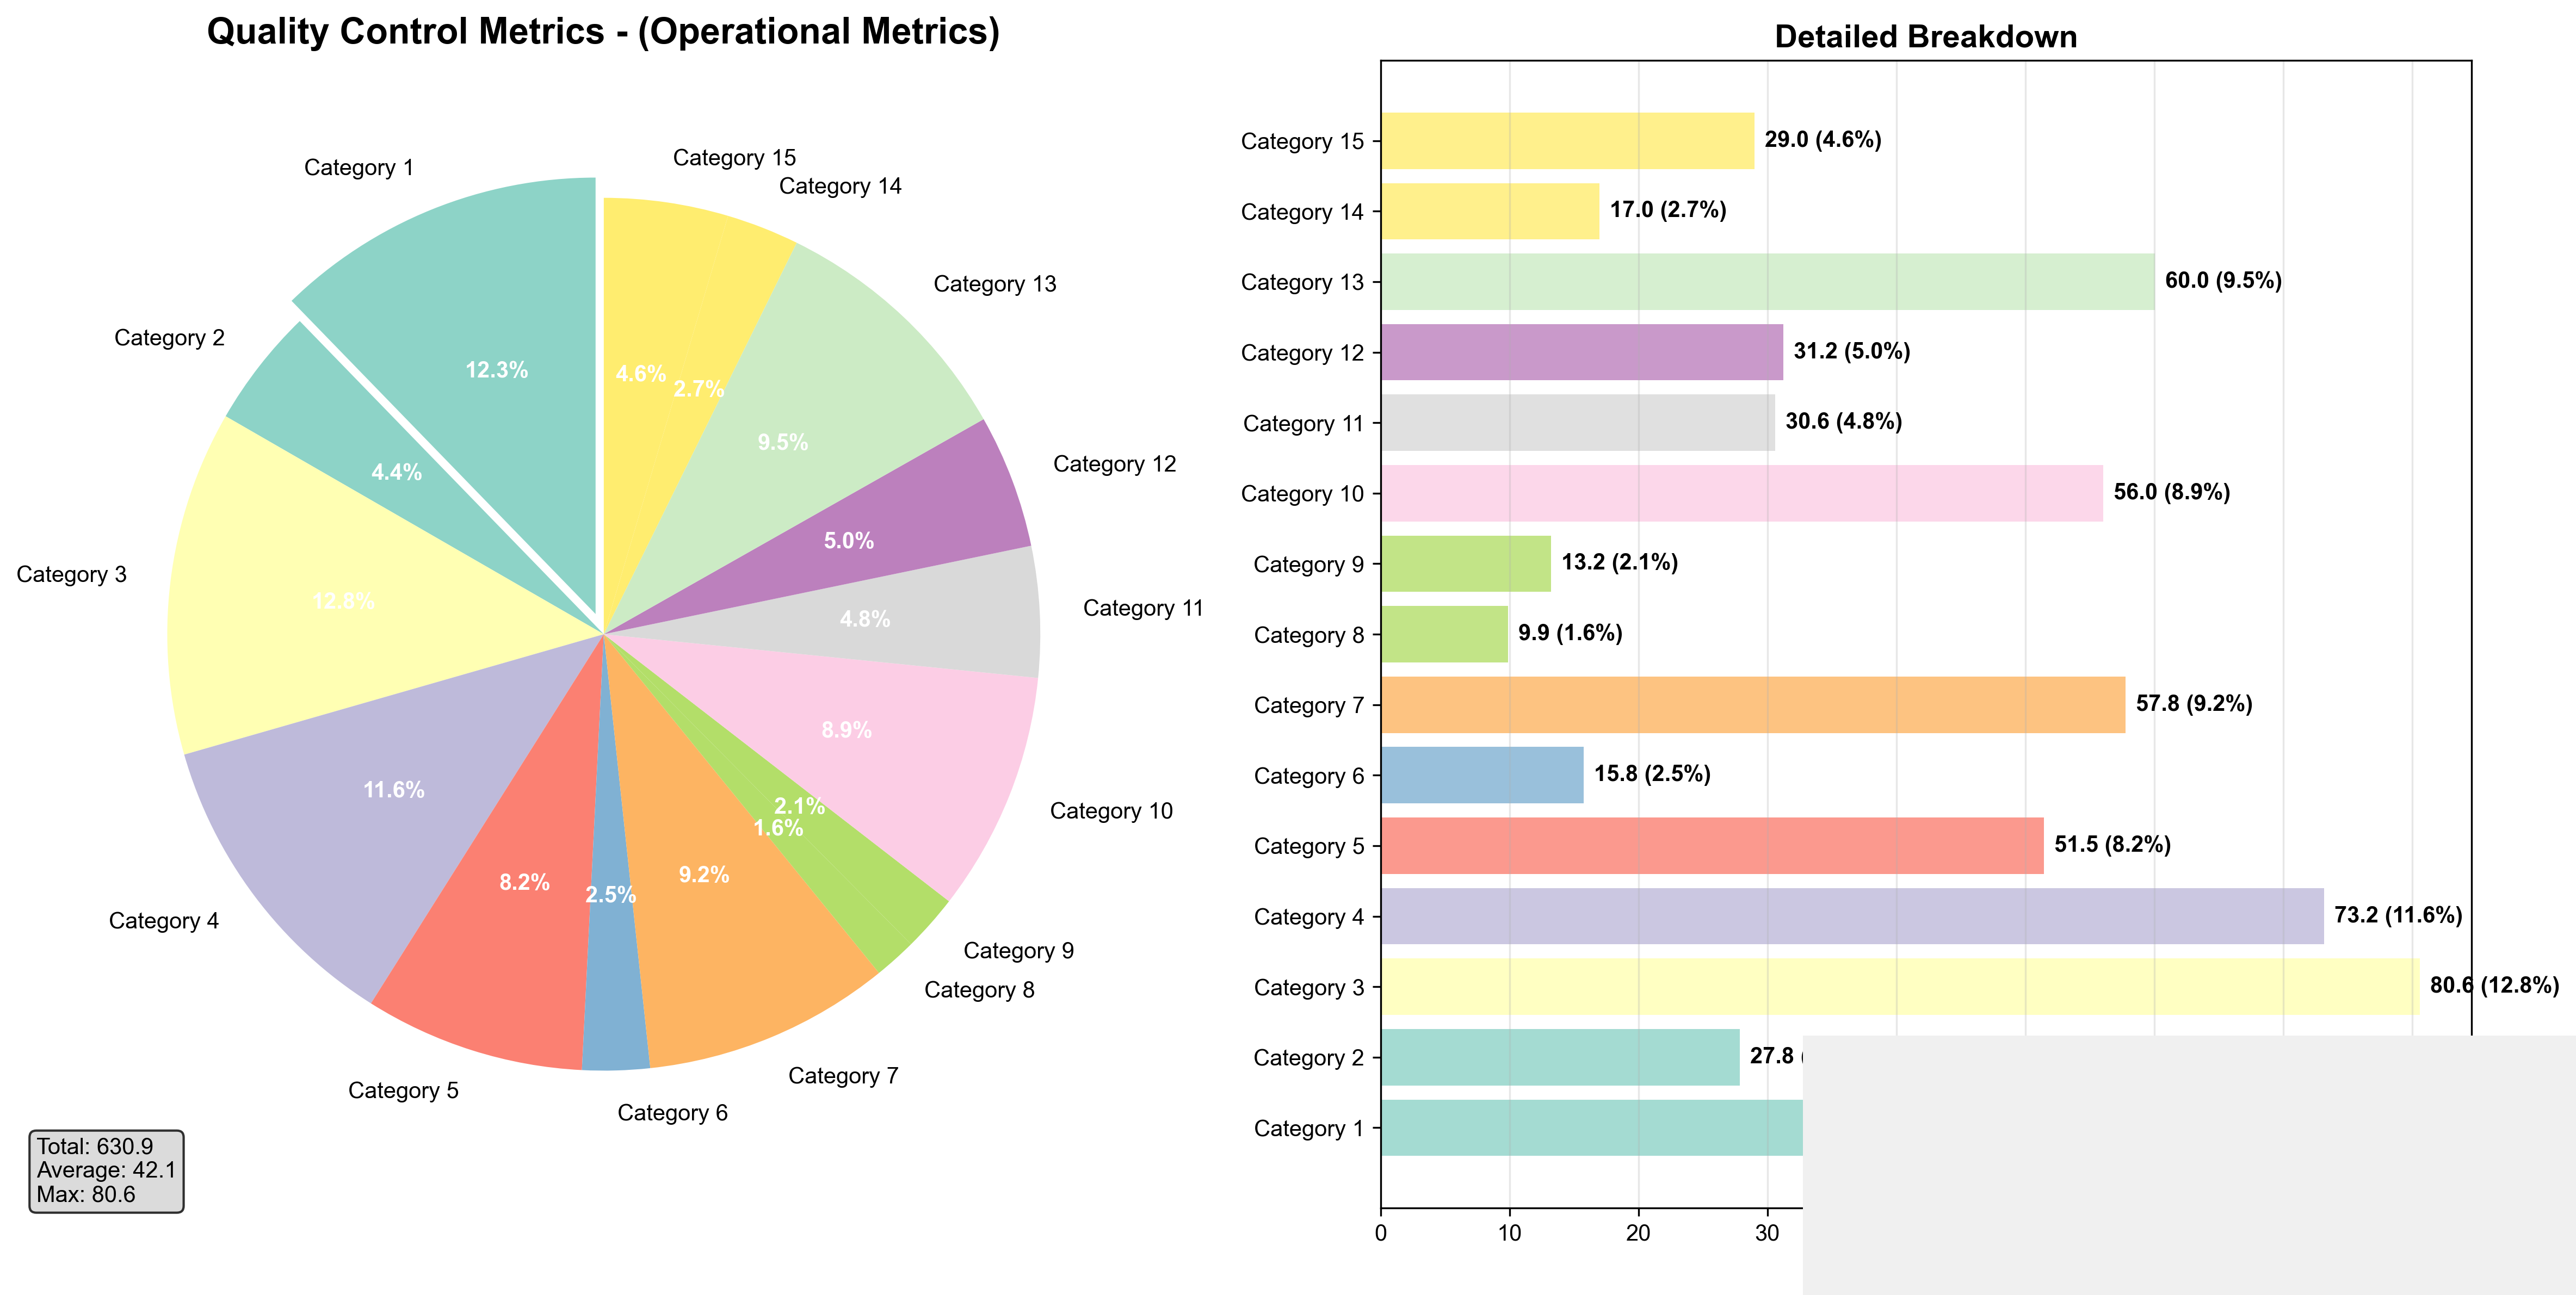 Quality Control Metrics - (Operational Metrics)
Category 1
Category 2
Category 3
Category 4
Category 5
Category 6
Category 7
Category 8
Category 9
Category 10
Category 11
Category 12
Category 13
Category 14
Category 15
12.3%
4.4%
12.8%
11.6%
8.2%
2.5%
9.2%
1.6%
2.1%
8.9%
4.8%
5.0%
9.5%
2.7%
4.6%
Total: 630.9
Average: 42.1
Max: 80.6
Detailed Breakdown
Category 15 29.0 (4.6%)
Category 14 17.0 (2.7%)
Category 13 60.0 (9.5%)
Category 12 31.2 (5.0%)
Category 11 30.6 (4.8%)
Category 10 56.0 (8.9%)
Category 9 13.2 (2.1%)
Category 8 9.9 (1.6%)
Category 7 57.8 (9.2%)
Category 6 15.8 (2.5%)
Category 5 51.5 (8.2%)
Category 4 73.2 (11.6%)
Category 3 80.6 (12.8%)
Category 2 27.8
Category 1
0 10 20 30